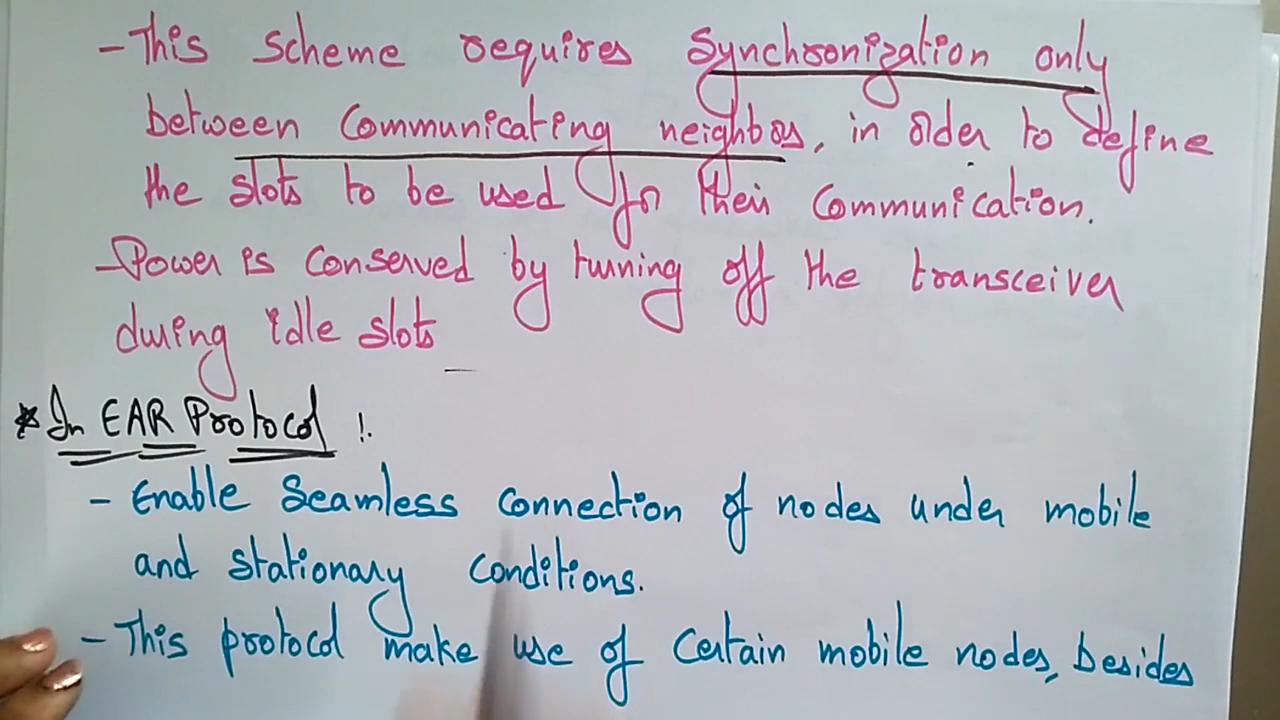 - This scheme requires synchronization only
between communicating neighbors, in order to define
the slots to be used for their communication.
- Power is conserved by turning off the transceiver
during idle slots
* In EAR Protocol :
- Enable seamless connection of nodes under mobile
and stationary conditions.
- This protocol make use of certain mobile nodes, besides